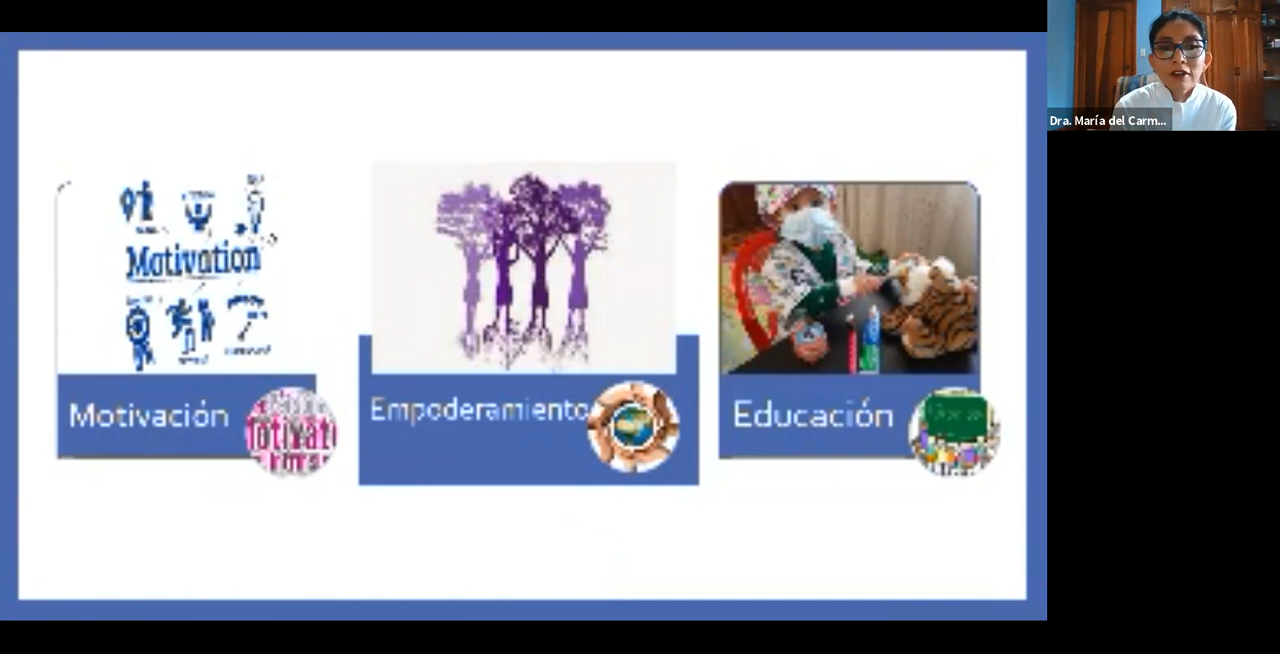 Dra. María del Carm...
Motivation
Motivación
Empoderamiento
Educación